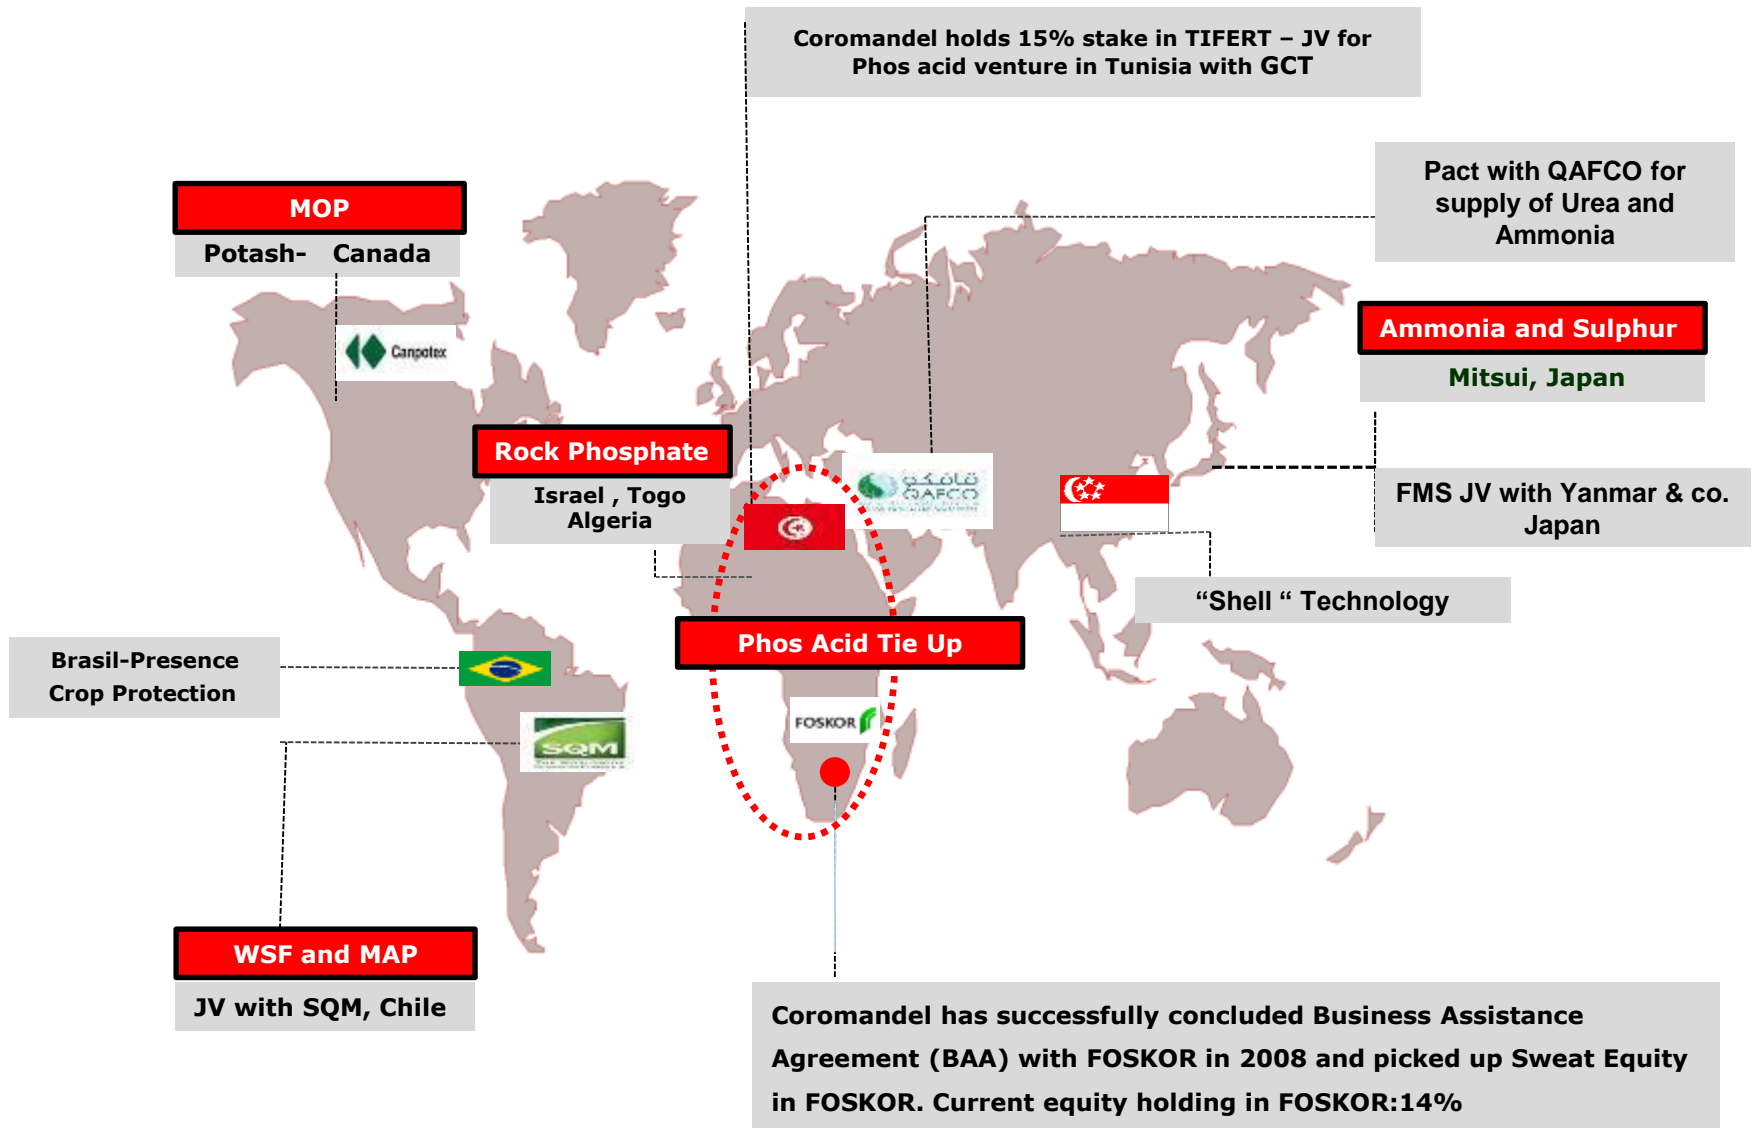 Coromandel holds 15% stake in TIFERT – JV for
Phos acid venture in Tunisia with GCT
Pact with QAFCO for
supply of Urea and
Ammonia
MOP
Potash- Canada
Canpotex
Ammonia and Sulphur
Mitsui, Japan
Rock Phosphate
Israel , Togo
Algeria
قافكو
QAFCO
FMS JV with Yanmar & co.
Japan
“Shell “ Technology
Phos Acid Tie Up
Brasil-Presence
Crop Protection
FOSKOR
SQM
WSF and MAP
JV with SQM, Chile
Coromandel has successfully concluded Business Assistance
Agreement (BAA) with FOSKOR in 2008 and picked up Sweat Equity
in FOSKOR. Current equity holding in FOSKOR:14%